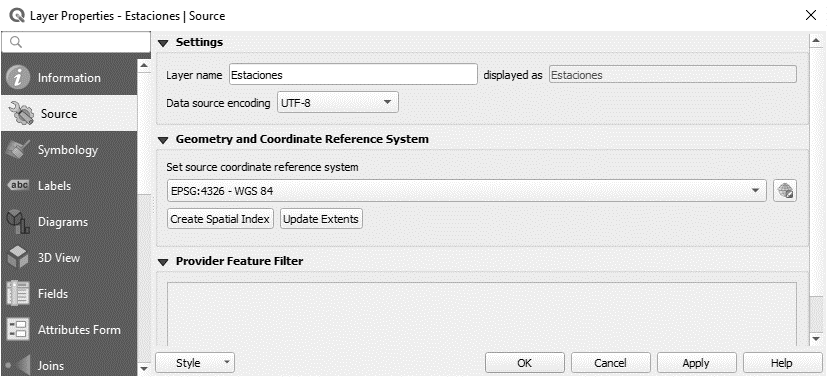 Layer Properties - Estaciones | Source
Information
Source
Symbology
Labels
Diagrams
3D View
Fields
Attributes Form
Joins
Settings
Layer name Estaciones displayed as Estaciones
Data source encoding UTF-8
Geometry and Coordinate Reference System
Set source coordinate reference system
EPSG:4326 - WGS 84
Create Spatial Index Update Extents
Provider Feature Filter
Style OK Cancel Apply Help